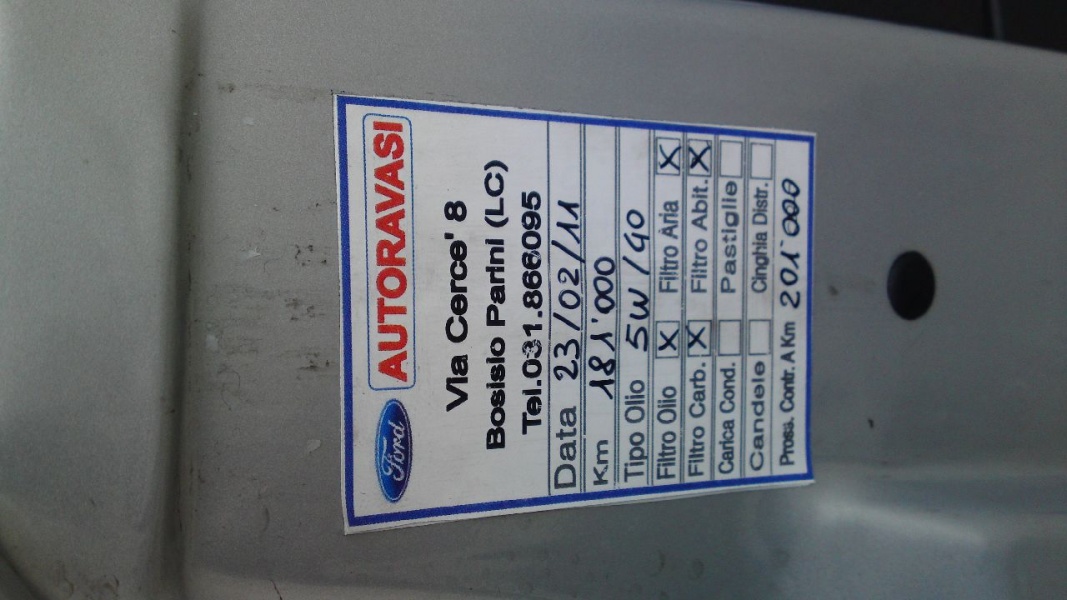 Ford AUTORAVASI
Via Cerce' 8
Bosisio Parini (LC)
Tel.031.866095
Data 23/02/11
Km 181'000
Tipo Olio 5W/40
Filtro Olio X Filtro Aria X
Filtro Carb. X Filtro Abit. X
Carica Cond. Pastiglie
Candele Cinghia Distr.
Pross. Contr. A Km 201'000